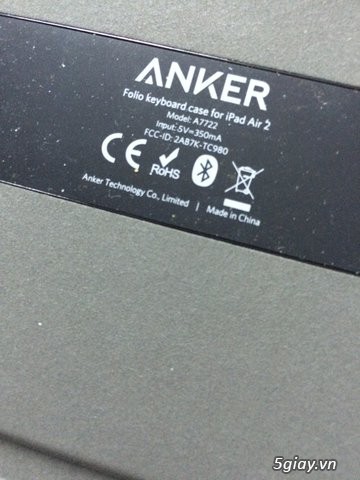 ANKER
Folio keyboard case for iPad Air 2
Model: A7722
Input: 5V=350mA
FCC-ID: 2AB7K-TC980
CE RoHS
Anker Technology Co., Limited | Made in China
5giay.vn